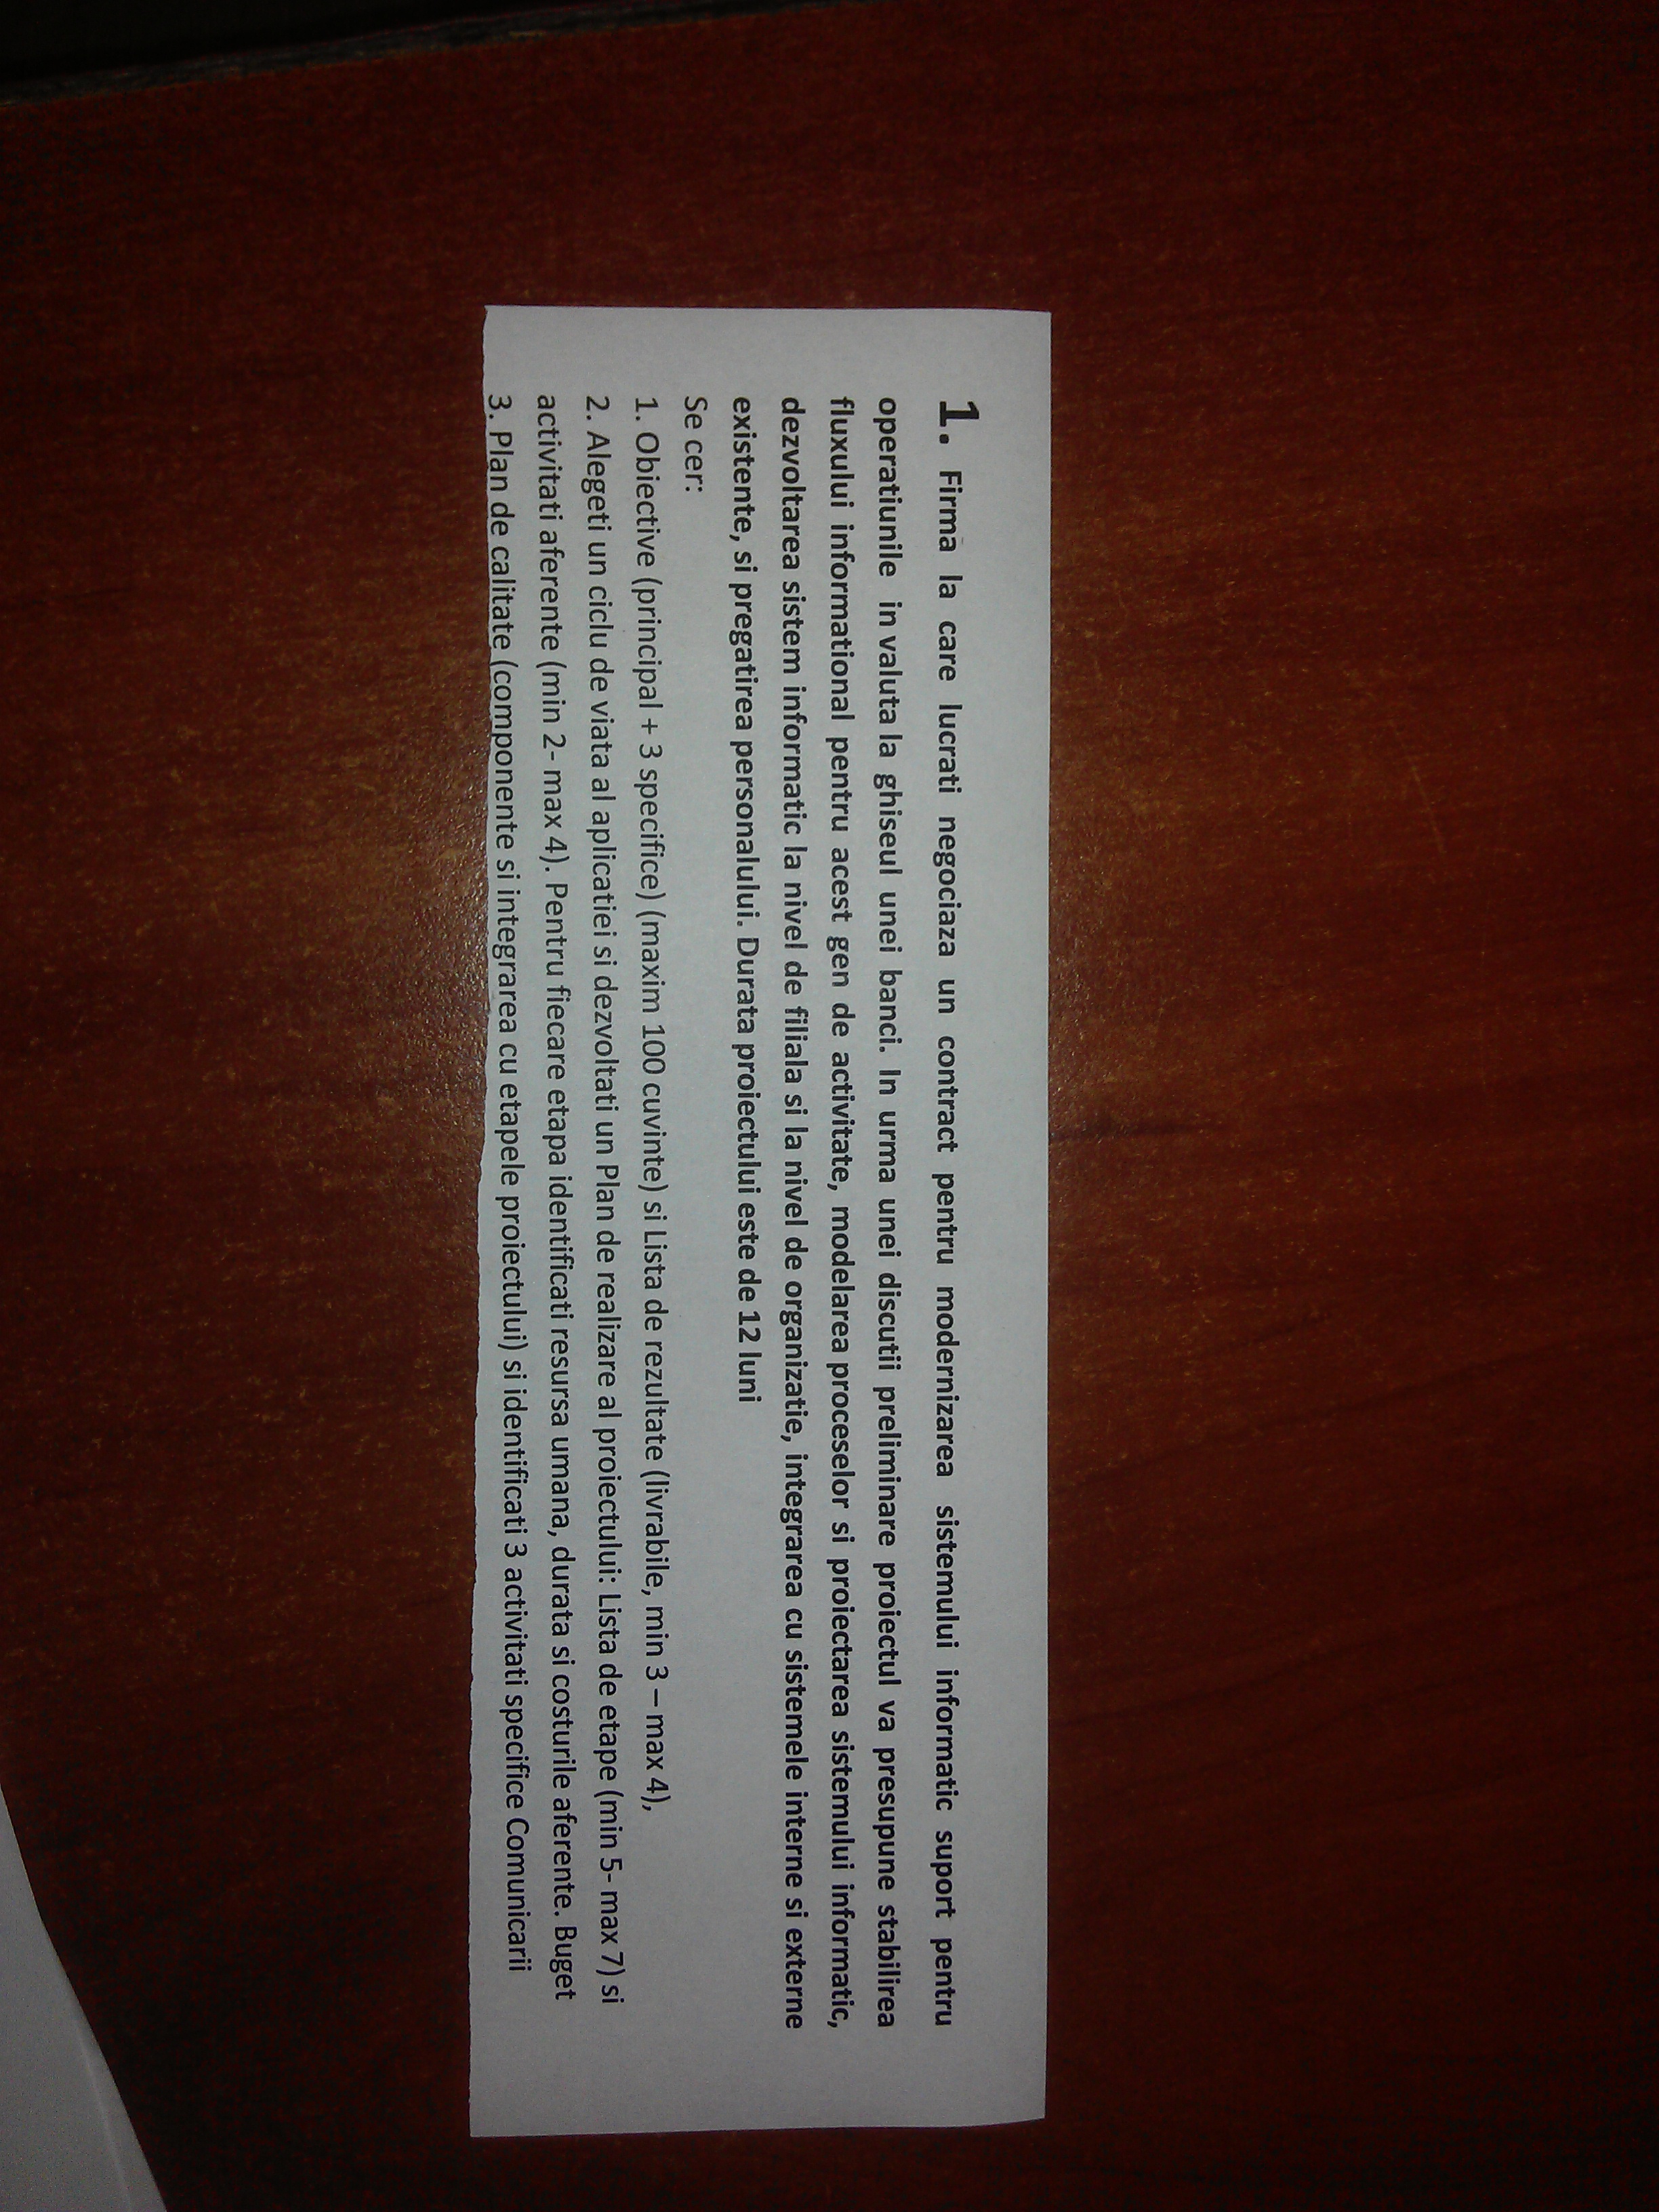 1. Firma la care lucrati negociaza un contract pentru modernizarea sistemului informatic suport pentru
operatiunile in valuta la ghiseul unei banci. In urma unei discutii preliminare proiectul va presupune stabilirea
fluxului informational pentru acest gen de activitate, modelarea proceselor si proiectarea sistemului informatic,
dezvoltarea sistem informatic la nivel de filiala si la nivel de organizatie, integrarea cu sistemele interne si externe
existente, si pregatirea personalului. Durata proiectului este de 12 luni
Se cer:
1. Obiective (principal + 3 specifice) (maxim 100 cuvinte) si Lista de rezultate (livrabile, min 3 – max 4),
2. Alegeti un ciclu de viata al aplicatiei si dezvoltati un Plan de realizare al proiectului: Lista de etape (min 5- max 7) si
activitati aferente (min 2- max 4). Pentru fiecare etapa identificati resursa umana, durata si costurile aferente. Buget
3. Plan de calitate (componente si integrarea cu etapele proiectului) si identificati 3 activitati specifice Comunicarii